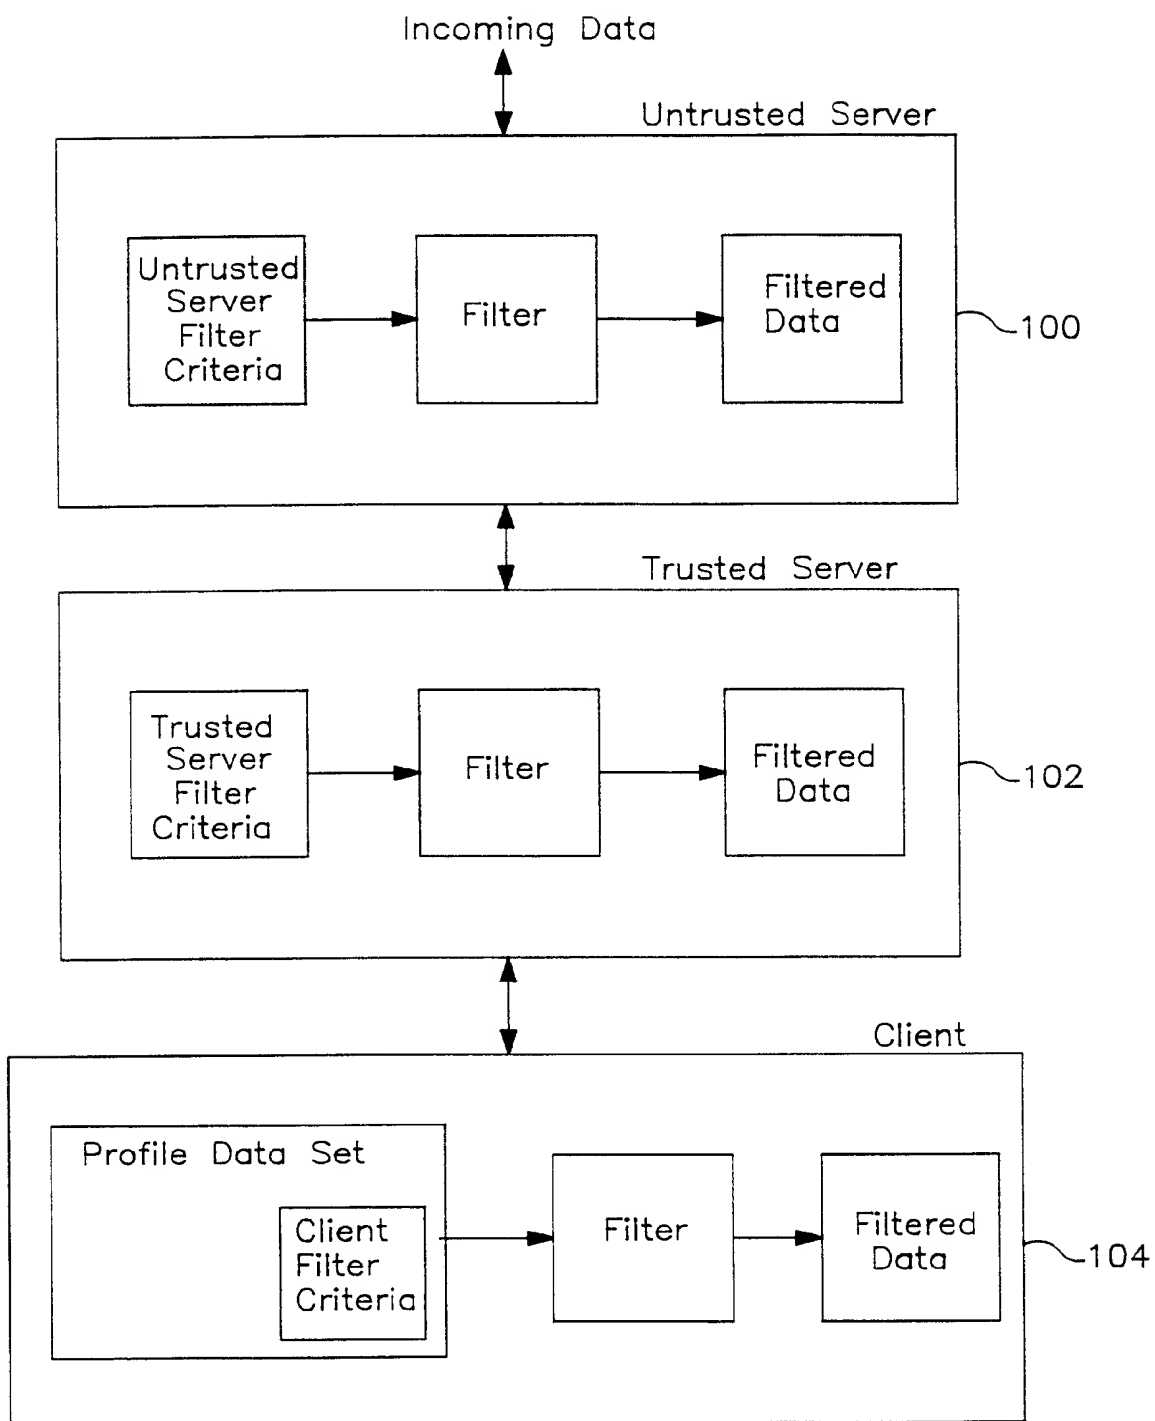 Incoming Data
Untrusted Server
Untrusted
Server
Filter
Criteria
Filter
Filtered
Data
100
Trusted Server
Trusted
Server
Filter
Criteria
Filter
Filtered
Data
102
Client
Profile Data Set
Client
Filter
Criteria
Filter
Filtered
Data
104